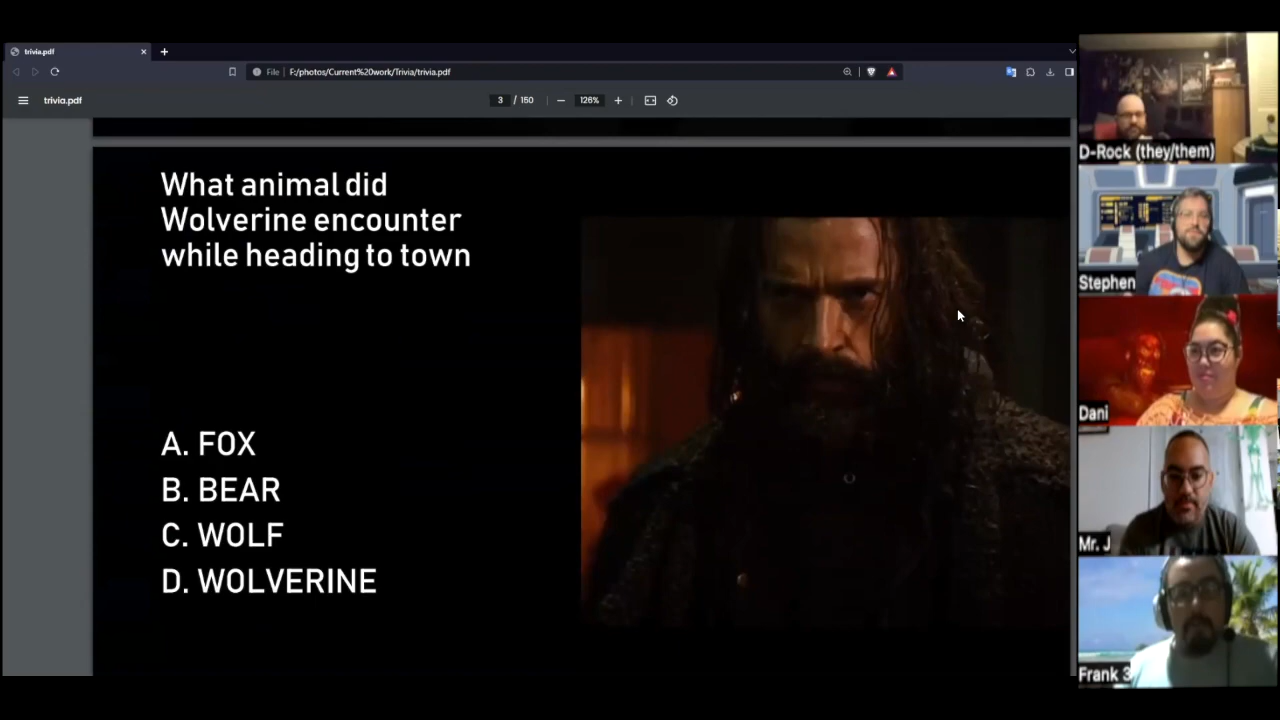 trivia.pdf
File F:/photos/Current%20work/Trivia/trivia.pdf
trivia.pdf
3 / 150
126%
What animal did
Wolverine encounter
while heading to town
A. FOX
B. BEAR
C. WOLF
D. WOLVERINE
D-Rock (they/them)
Stephen
Dani
Mr. J
Frank 3